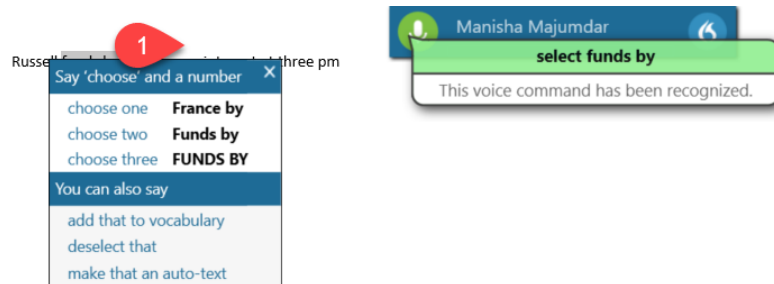 1
Russell three pm
Say 'choose' and a number ×
choose one France by
choose two Funds by
choose three FUNDS BY
You can also say
add that to vocabulary
deselect that
make that an auto-text
Manisha Majumdar
select funds by
This voice command has been recognized.